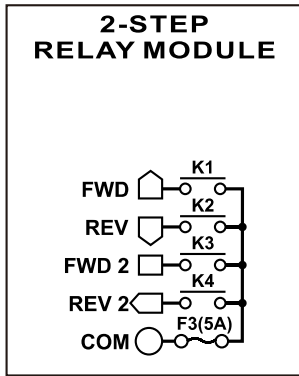 2-STEP
RELAY MODULE
K1
FWD
K2
REV
K3
FWD 2
K4
REV 2
F3(5A)
COM